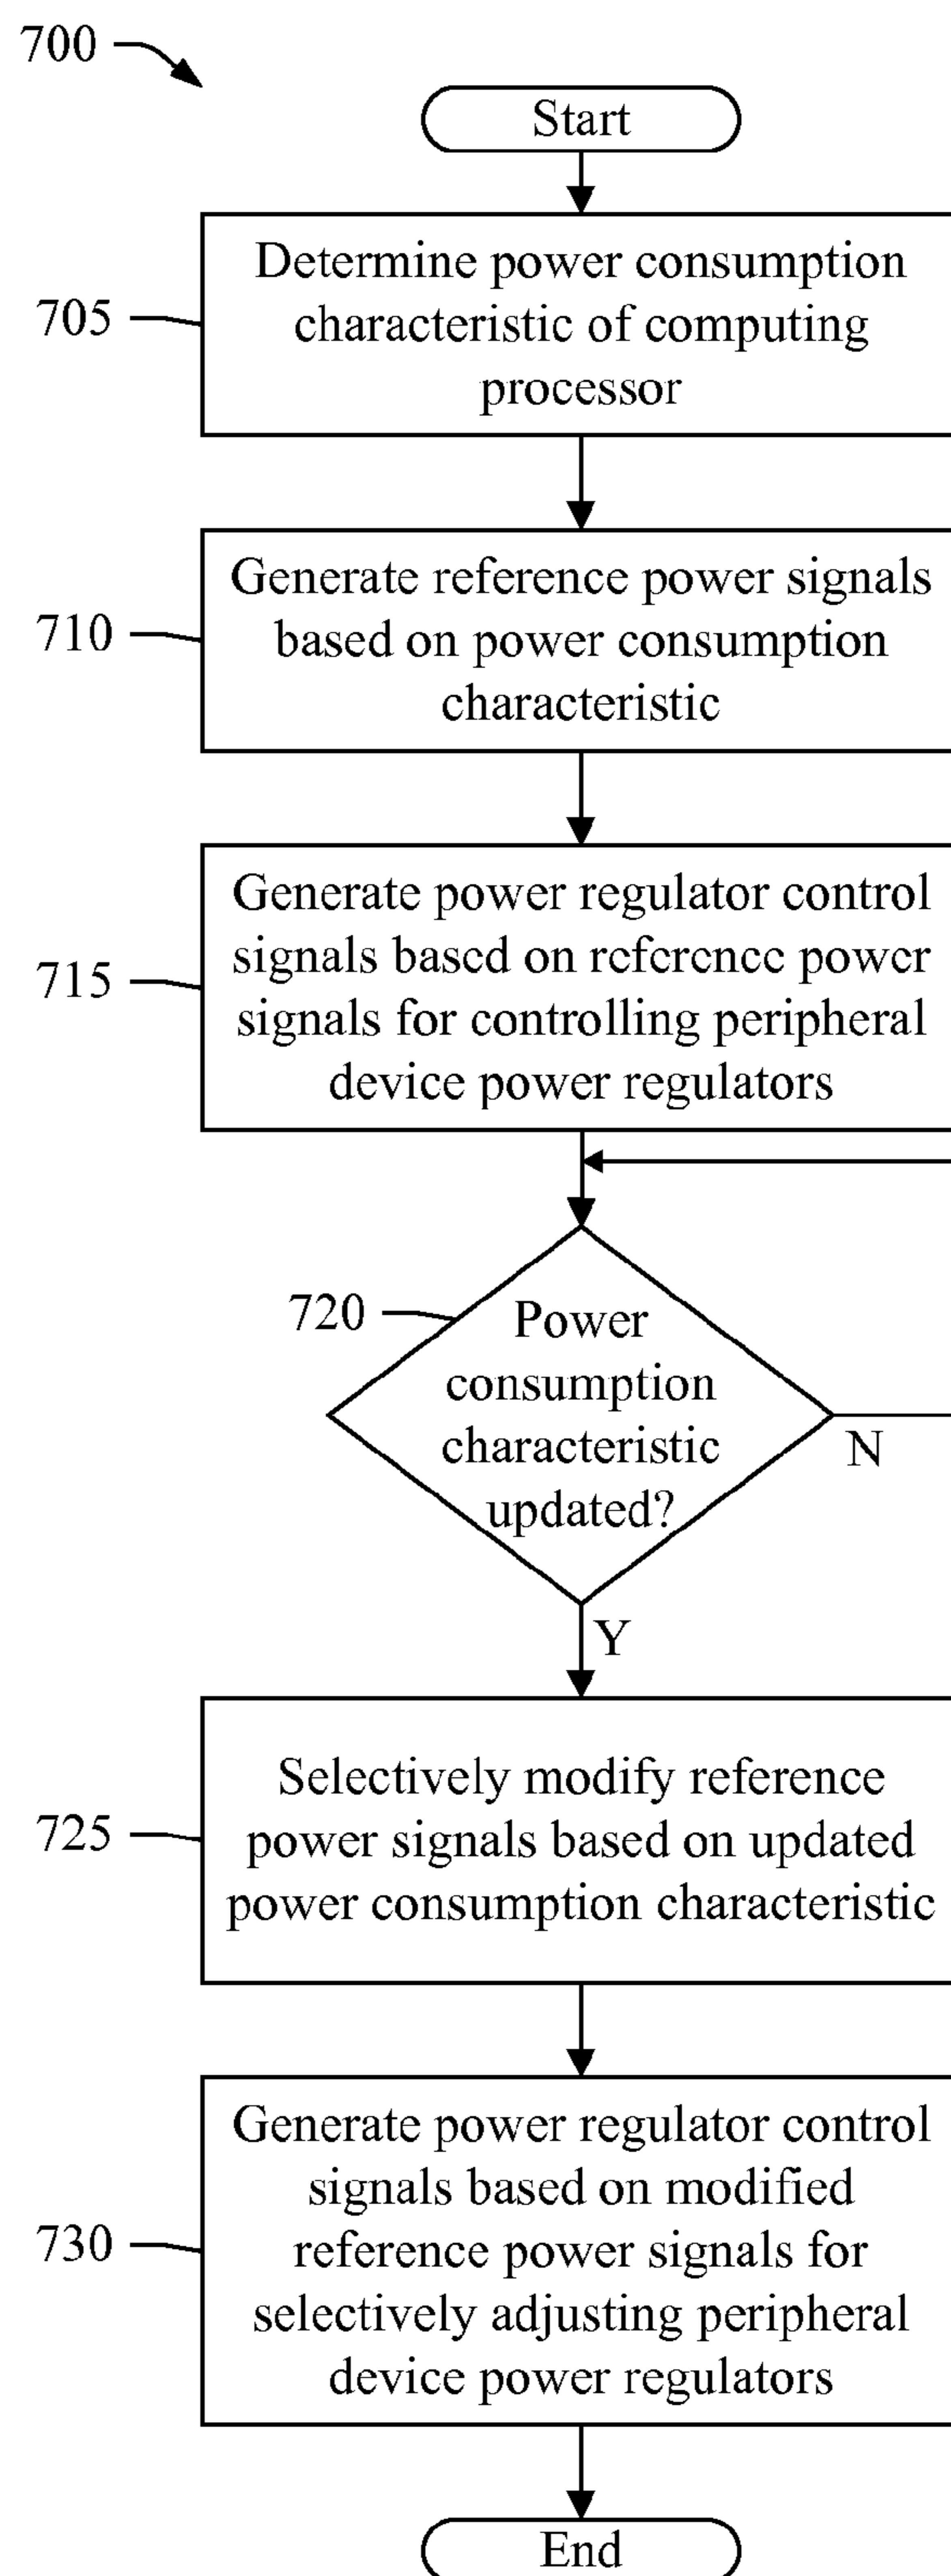 700
Start
705
Determine power consumption
characteristic of computing
processor
710
Generate reference power signals
based on power consumption
characteristic
715
Generate power regulator control
signals based on reference power
signals for controlling peripheral
device power regulators
720
Power
consumption
characteristic
updated?
N
Y
725
Selectively modify reference
power signals based on updated
power consumption characteristic
730
Generate power regulator control
signals based on modified
reference power signals for
selectively adjusting peripheral
device power regulators
End